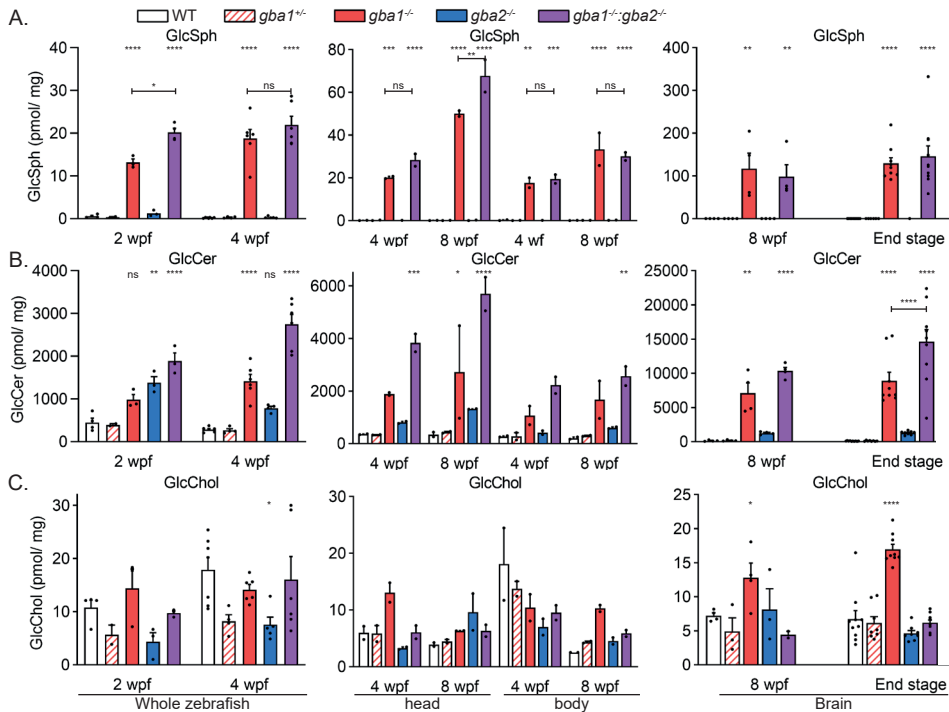 A. WT gba1+/- gba1-/- gba2-/- gba1-/-:gba2-/-
GlcSph GlcSph GlcSph
**** **** **** **** *** **** **** **** ** *** **** **** ** ** **** ****
* ns ns ** ns ns
GlcSph (pmol/ mg)
40 30 20 10 0
80 60 40 20 0
400 300 200 100 0
2 wpf 4 wpf 4 wpf 8 wpf 4 wf 8 wpf 8 wpf End stage
B. GlcCer GlcCer GlcCer
ns ** **** **** ns **** *** * **** ** ** **** **** ****
****
GlcCer (pmol/ mg)
4000 3000 2000 1000 0
6000 4000 2000 0
25000 20000 15000 10000 5000 0
2 wpf 4 wpf 4 wpf 8 wpf 4 wpf 8 wpf 8 wpf End stage
C. GlcChol GlcChol GlcChol
* * ****
GlcChol (pmol/ mg)
30 20 10 0
30 20 10 0
25 20 15 10 5 0
2 wpf 4 wpf 4 wpf 8 wpf 4 wpf 8 wpf 8 wpf End stage
Whole zebrafish head body Brain